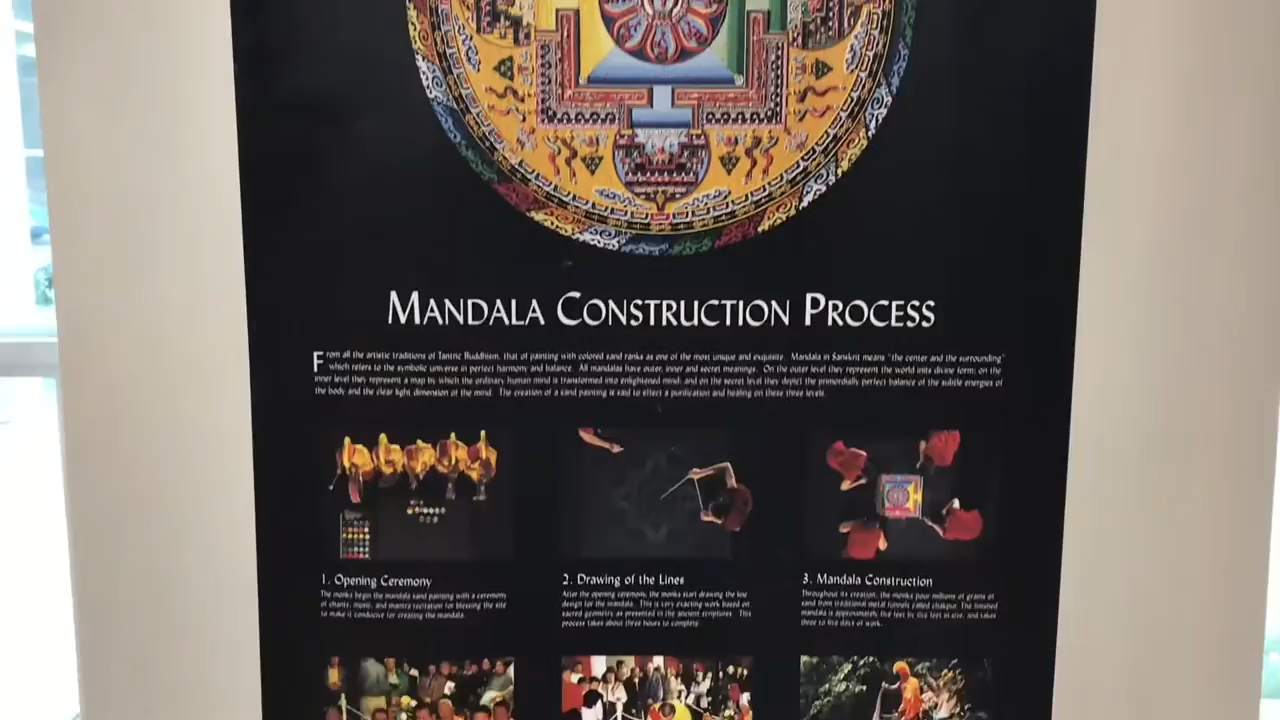 MANDALA CONSTRUCTION PROCESS
From all the artistic traditions of Tantric Buddhism, that of painting with colored sand ranks as one of the most unique and exquisite. Mandala in Sanskrit means "the center and the surrounding"
which refers to the symbolic universe in perfect harmony and balance. All mandalas have outer, inner and secret meanings. On the outer level they represent the world in its divine form; on the
inner level they represent a map by which the ordinary human mind is transformed into enlightened mind; and on the secret level they depict the primordially perfect balance of the subtle energies of
the body and the clear light dimension of the mind. The creation of a sand painting is said to effect a purification and healing on these three levels.
1. Opening Ceremony
The monks begin the mandala sand painting with a ceremony
of chants, music, and mantra recitation for blessing the site
to make it conducive for creating the mandala.
2. Drawing of the Lines
After the opening ceremony, the monks start drawing the line
design for the mandala. This is very exacting work based on
sacred geometry as presented in the ancient scriptures. This
process takes about three hours to complete.
3. Mandala Construction
Throughout its creation, the monks pour millions of grains of
sand from traditional metal funnels called chakpur. The finished
mandala is approximately five feet by five feet in size, and takes
three to five days of work.